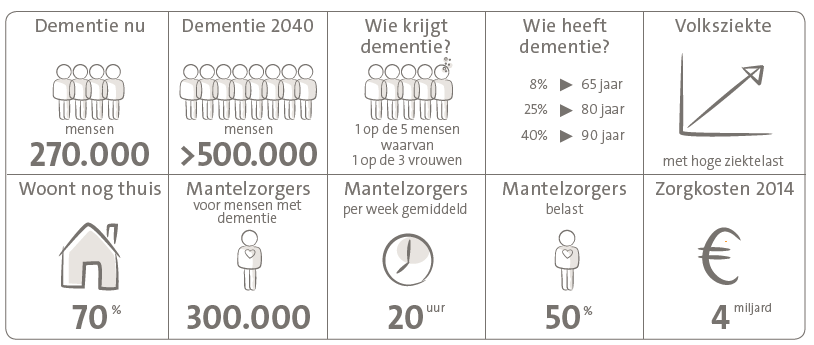 Dementie nu
mensen
270.000
Dementie 2040
mensen
>500.000
Wie krijgt
dementie?
1 op de 5 mensen
waarvan
1 op de 3 vrouwen
Wie heeft
dementie?
8% ▶ 65 jaar
25% ▶ 80 jaar
40% ▶ 90 jaar
Volksziekte
met hoge ziektelast
Woont nog thuis
70 %
Mantelzorgers
voor mensen met
dementie
300.000
Mantelzorgers
per week gemiddeld
20 uur
Mantelzorgers
belast
50 %
Zorgkosten 2014
€
4 miljard